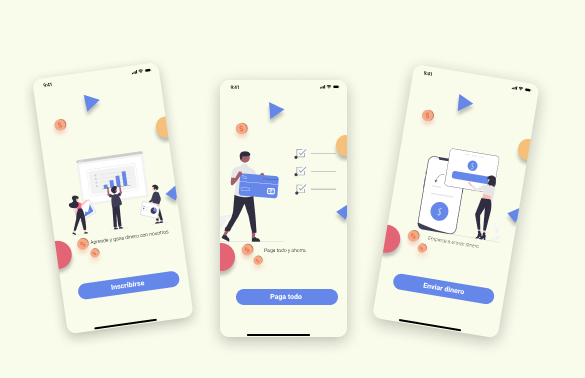 9:41
Aprende y gana dinero con nosotros
Inscribirse
9:41
Paga todo y ahorra.
Paga todo
9:41
Empieza a enviar dinero
Enviar dinero